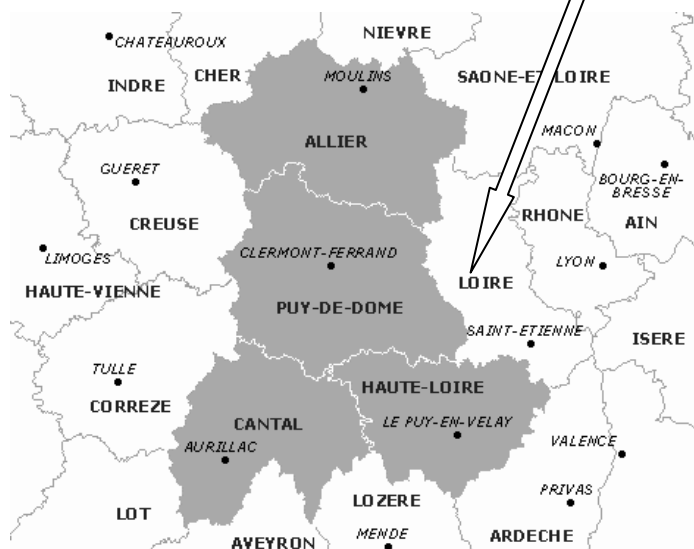 NIEVRE
CHATEAUROUX
CHER
INDRE
MOULINS
SAONE-ET-LOIRE
ALLIER
MACON
GUERET
BOURG-EN-
BRESSE
CREUSE
RHONE
AIN
LIMOGES
CLERMONT-FERRAND
LYON
HAUTE-VIENNE
LOIRE
PUY-DE-DOME
SAINT-ETIENNE
ISERE
TULLE
HAUTE-LOIRE
CORREZE
CANTAL
LE PUY-EN-VELAY
AURILLAC
VALENCE
PRIVAS
LOZERE
LOT
MENDE
ARDECHE
AVEYRON